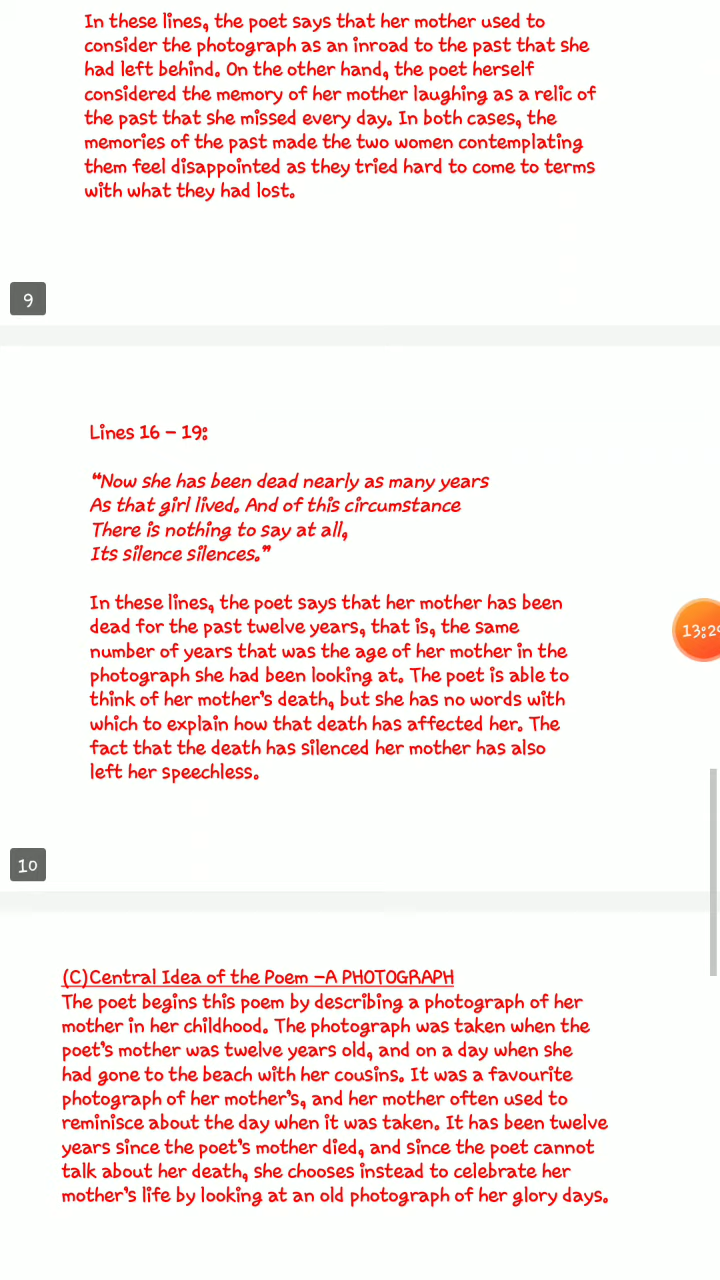 In these lines, the poet says that her mother used to
consider the photograph as an inroad to the past that she
had left behind. On the other hand, the poet herself
considered the memory of her mother laughing as a relic of
the past that she missed every day. In both cases, the
memories of the past made the two women contemplating
them feel disappointed as they tried hard to come to terms
with what they had lost.
9
Lines 16 – 19:
"Now she has been dead nearly as many years
As that girl lived. And of this circumstance
There is nothing to say at all,
Its silence silences."
In these lines, the poet says that her mother has been
dead for the past twelve years, that is, the same
number of years that was the age of her mother in the
photograph she had been looking at. The poet is able to
think of her mother's death, but she has no words with
which to explain how that death has affected her. The
fact that the death has silenced her mother has also
left her speechless.
13:29
10
(C)Central Idea of the Poem –A PHOTOGRAPH
The poet begins this poem by describing a photograph of her
mother in her childhood. The photograph was taken when the
poet's mother was twelve years old, and on a day when she
had gone to the beach with her cousins. It was a favourite
photograph of her mother's, and her mother often used to
reminisce about the day when it was taken. It has been twelve
years since the poet's mother died, and since the poet cannot
talk about her death, she chooses instead to celebrate her
mother's life by looking at an old photograph of her glory days.